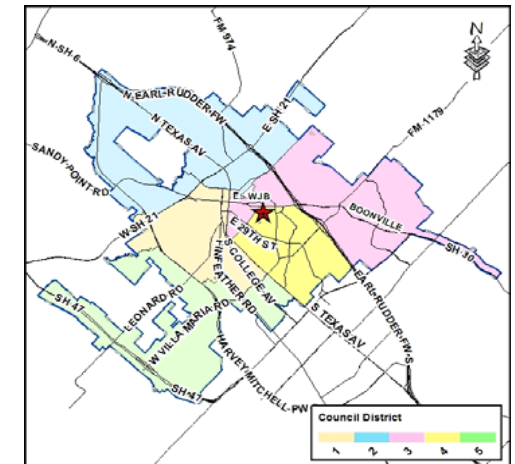 N
FM 974
N-SH-6
N-EARL-RUDDER-FW
E SH 21
N TEXAS AV
FM-1179
SANDY-POINT-RD
E WJB
BOONVILLE
W-SH 21
E 29TH ST
SH-30
S-COLLEGE-AV
FINFEATHER RD
LEONARD RD
SH 47
W VILLA MARIA-RD
S TEXAS AV
EARL-RUDDER-FW-S
HARVEY-MITCHELL-PW
SH-47
Council District
1 2 3 4 5